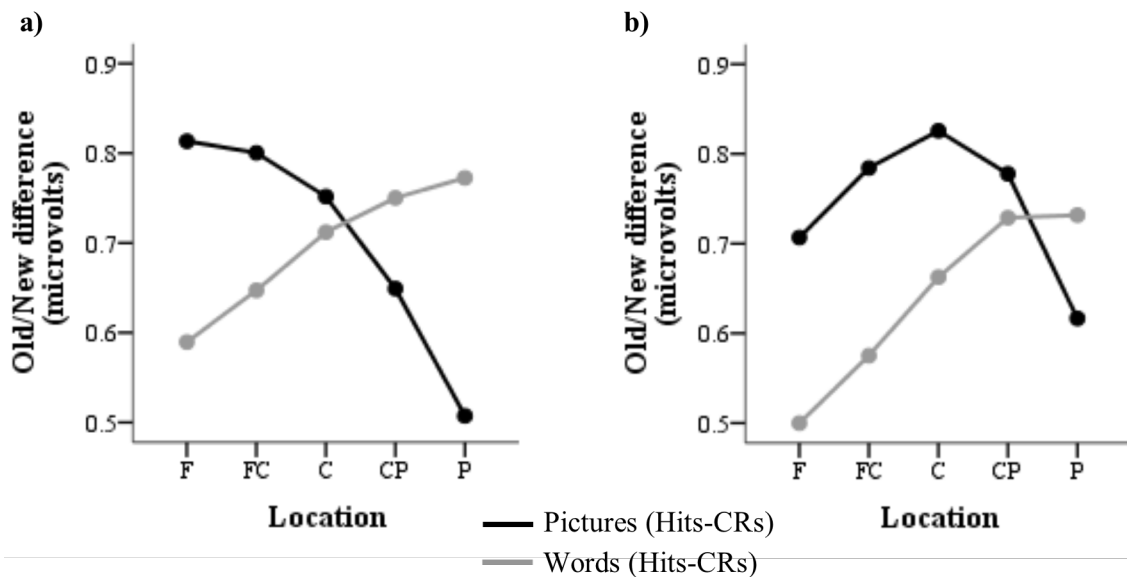 a)
0.9
0.8
0.7
0.6
0.5
Old/New difference
(microvolts)
F FC C CP P
Location
b)
0.9
0.8
0.7
0.6
0.5
Old/New difference
(microvolts)
F FC C CP P
Location
Pictures (Hits-CRs)
Words (Hits-CRs)